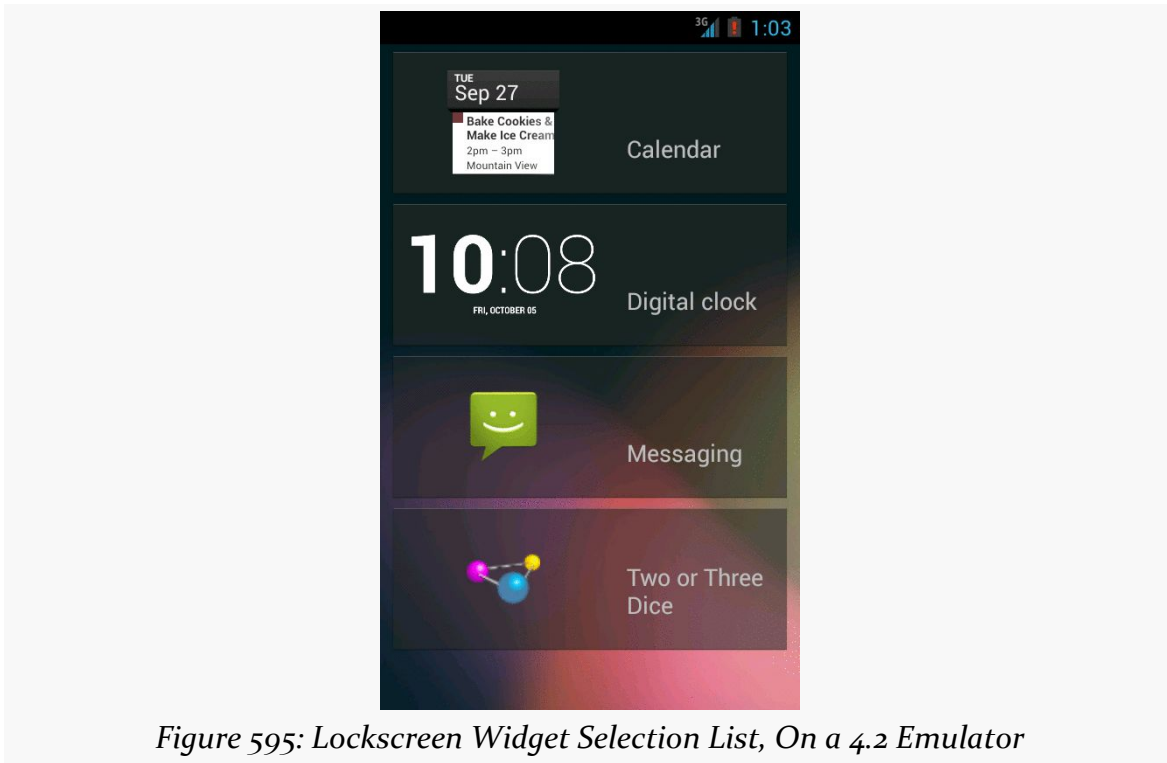 3G 1:03
TUE
Sep 27
Bake Cookies &
Make Ice Cream
2pm – 3pm
Mountain View
Calendar
10:08
FRI, OCTOBER 05
Digital clock
Messaging
Two or Three
Dice
Figure 595: Lockscreen Widget Selection List, On a 4.2 Emulator